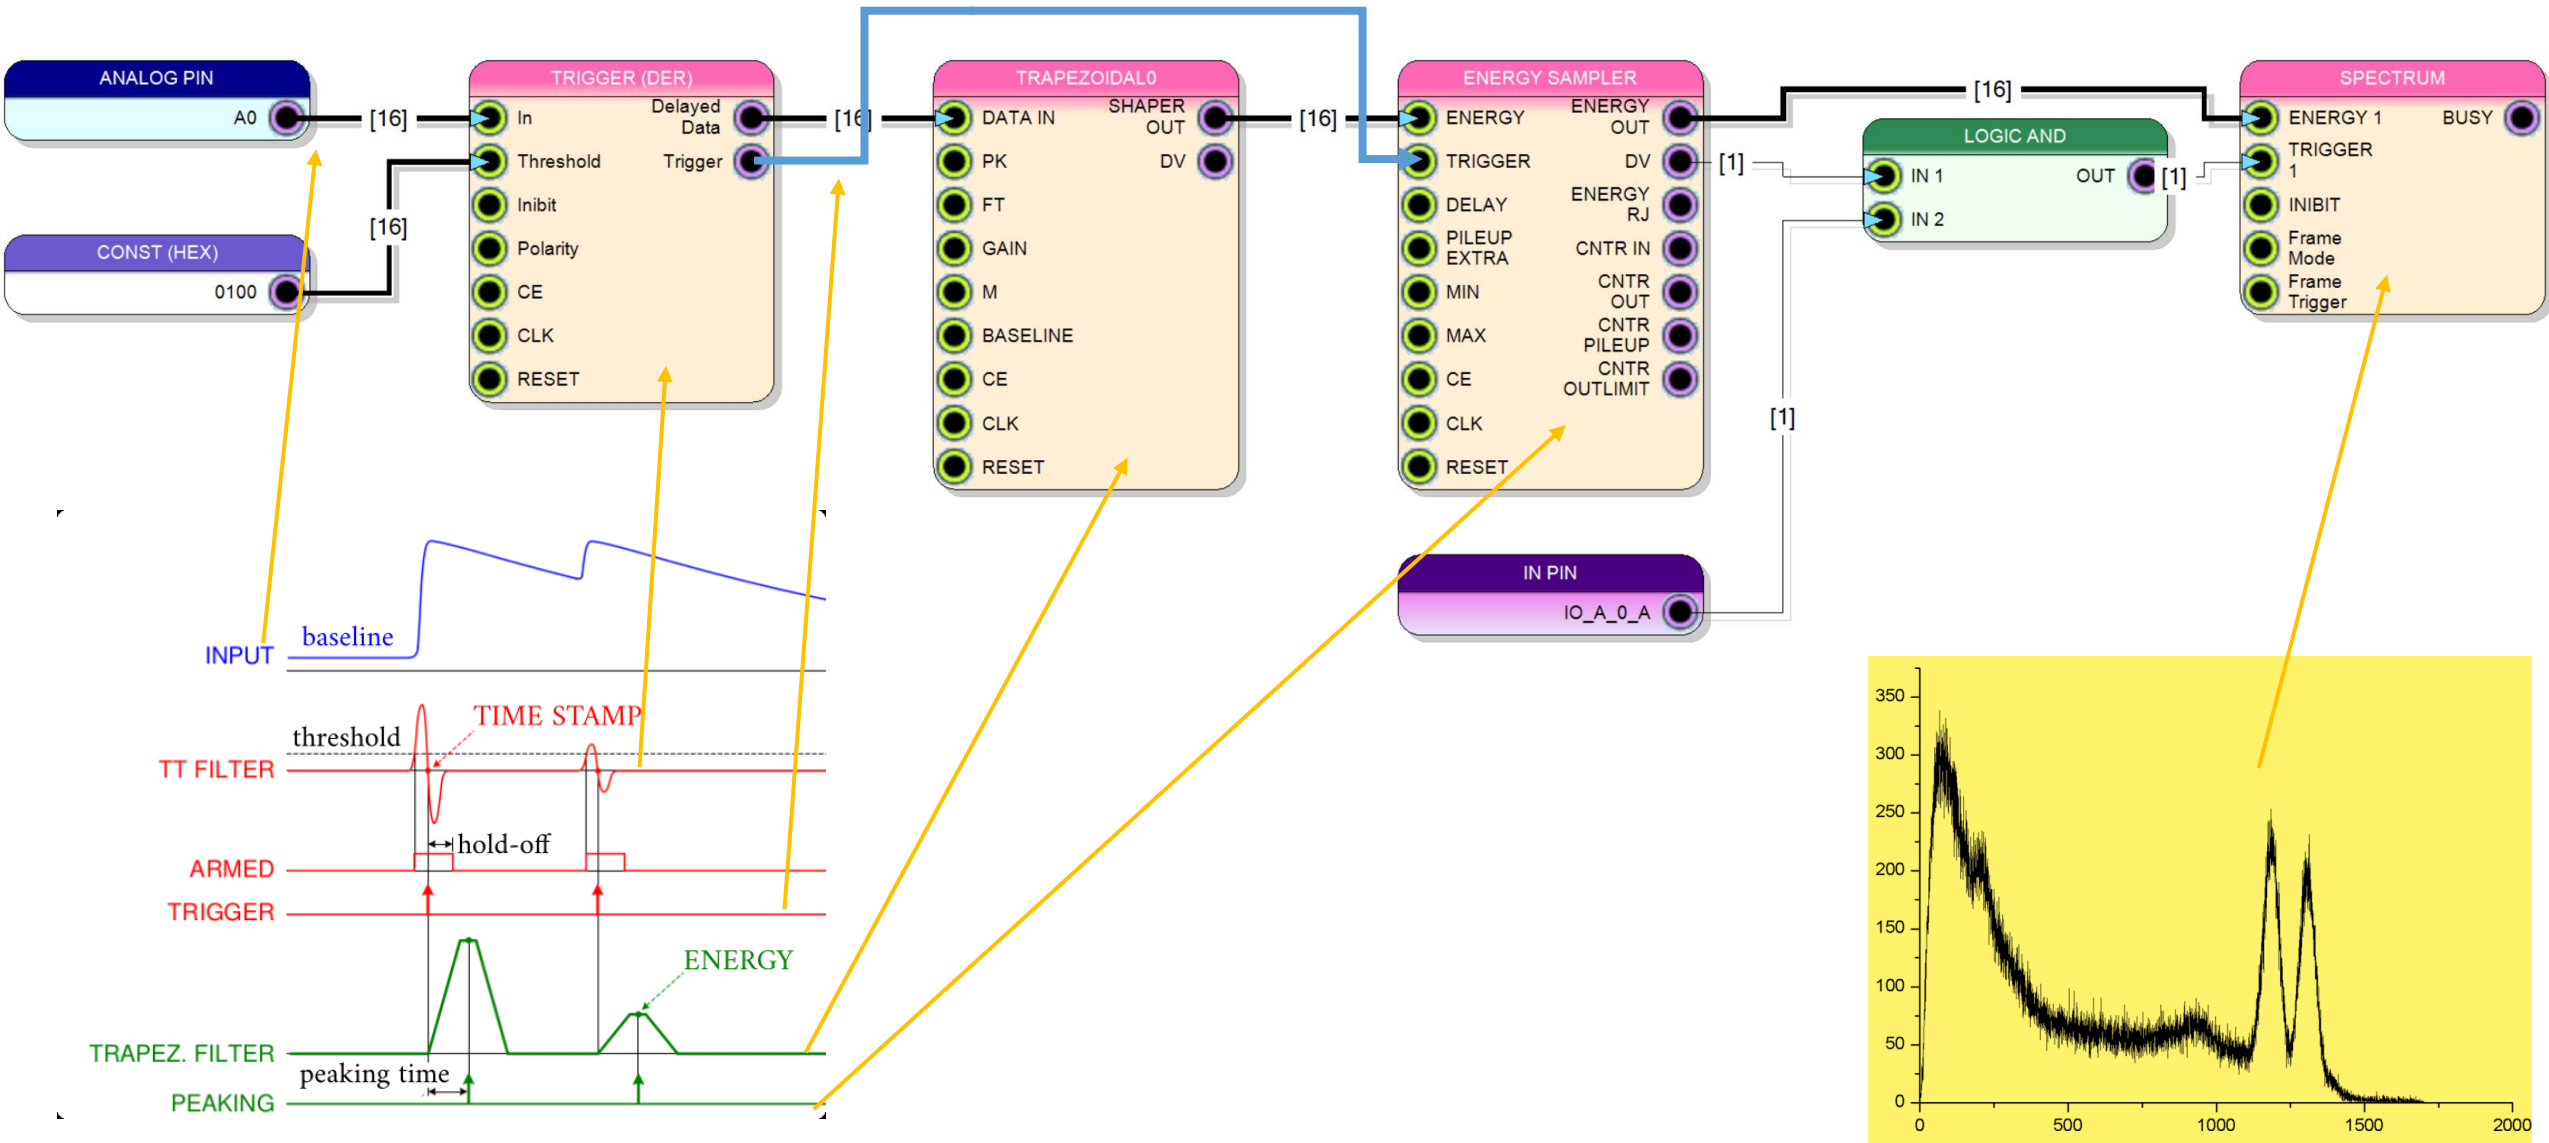 ANALOG PIN
A0
[16]
CONST (HEX)
0100
[16]
TRIGGER (DER)
In
Threshold
Inibit
Polarity
CE
CLK
RESET
Delayed
Data
Trigger
[16]
TRAPEZOIDAL0
DATA IN
PK
FT
GAIN
M
BASELINE
CE
CLK
RESET
SHAPER
OUT
DV
[16]
ENERGY SAMPLER
ENERGY
TRIGGER
DELAY
PILEUP
EXTRA
MIN
MAX
CE
CLK
RESET
ENERGY
OUT
DV
ENERGY
RJ
CNTR IN
CNTR
OUT
CNTR
PILEUP
CNTR
OUTLIMIT
[16]
[1]
LOGIC AND
IN 1
IN 2
OUT
[1]
[1]
IN PIN
IO_A_0_A
SPECTRUM
ENERGY 1
TRIGGER
1
INIBIT
Frame
Mode
Frame
Trigger
BUSY
baseline
INPUT
TIME STAMP
threshold
TT FILTER
hold-off
ARMED
TRIGGER
ENERGY
TRAPEZ. FILTER
peaking time
PEAKING
350
300
250
200
150
100
50
0
0
500
1000
1500
2000